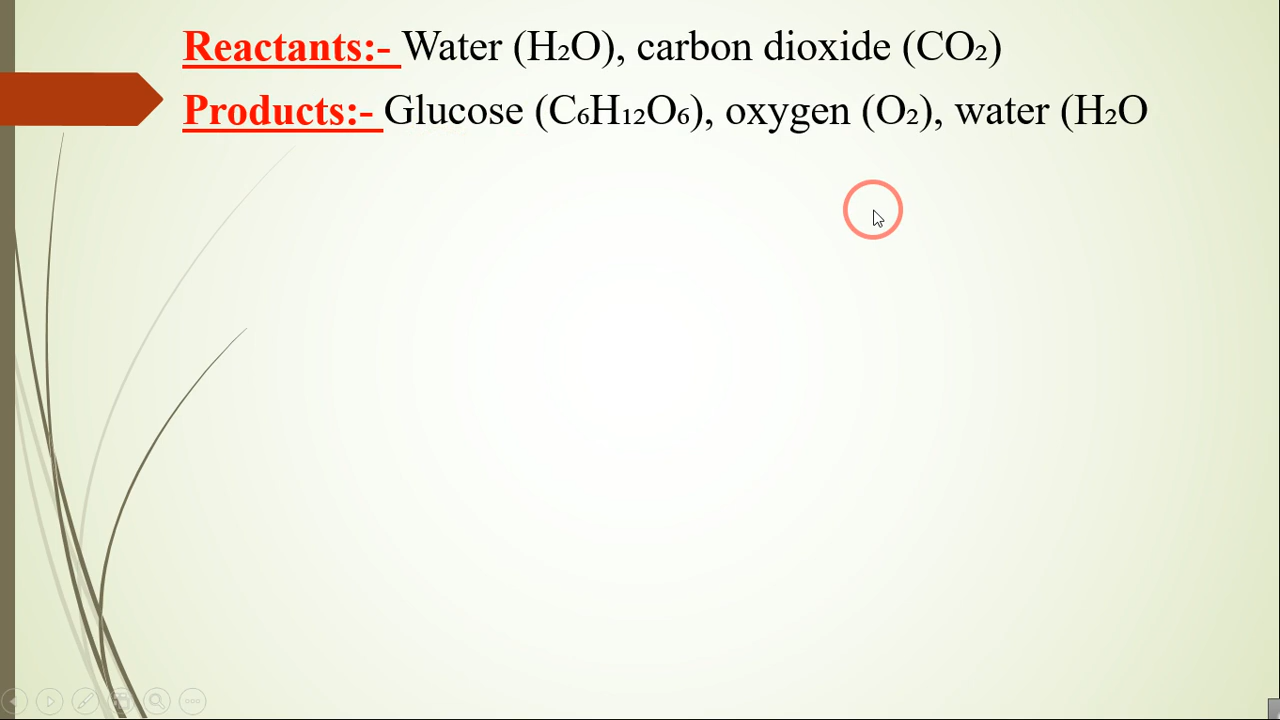 Reactants:- Water (H₂O), carbon dioxide (CO₂)
Products:- Glucose (C₆H₁₂O₆), oxygen (O₂), water (H₂O